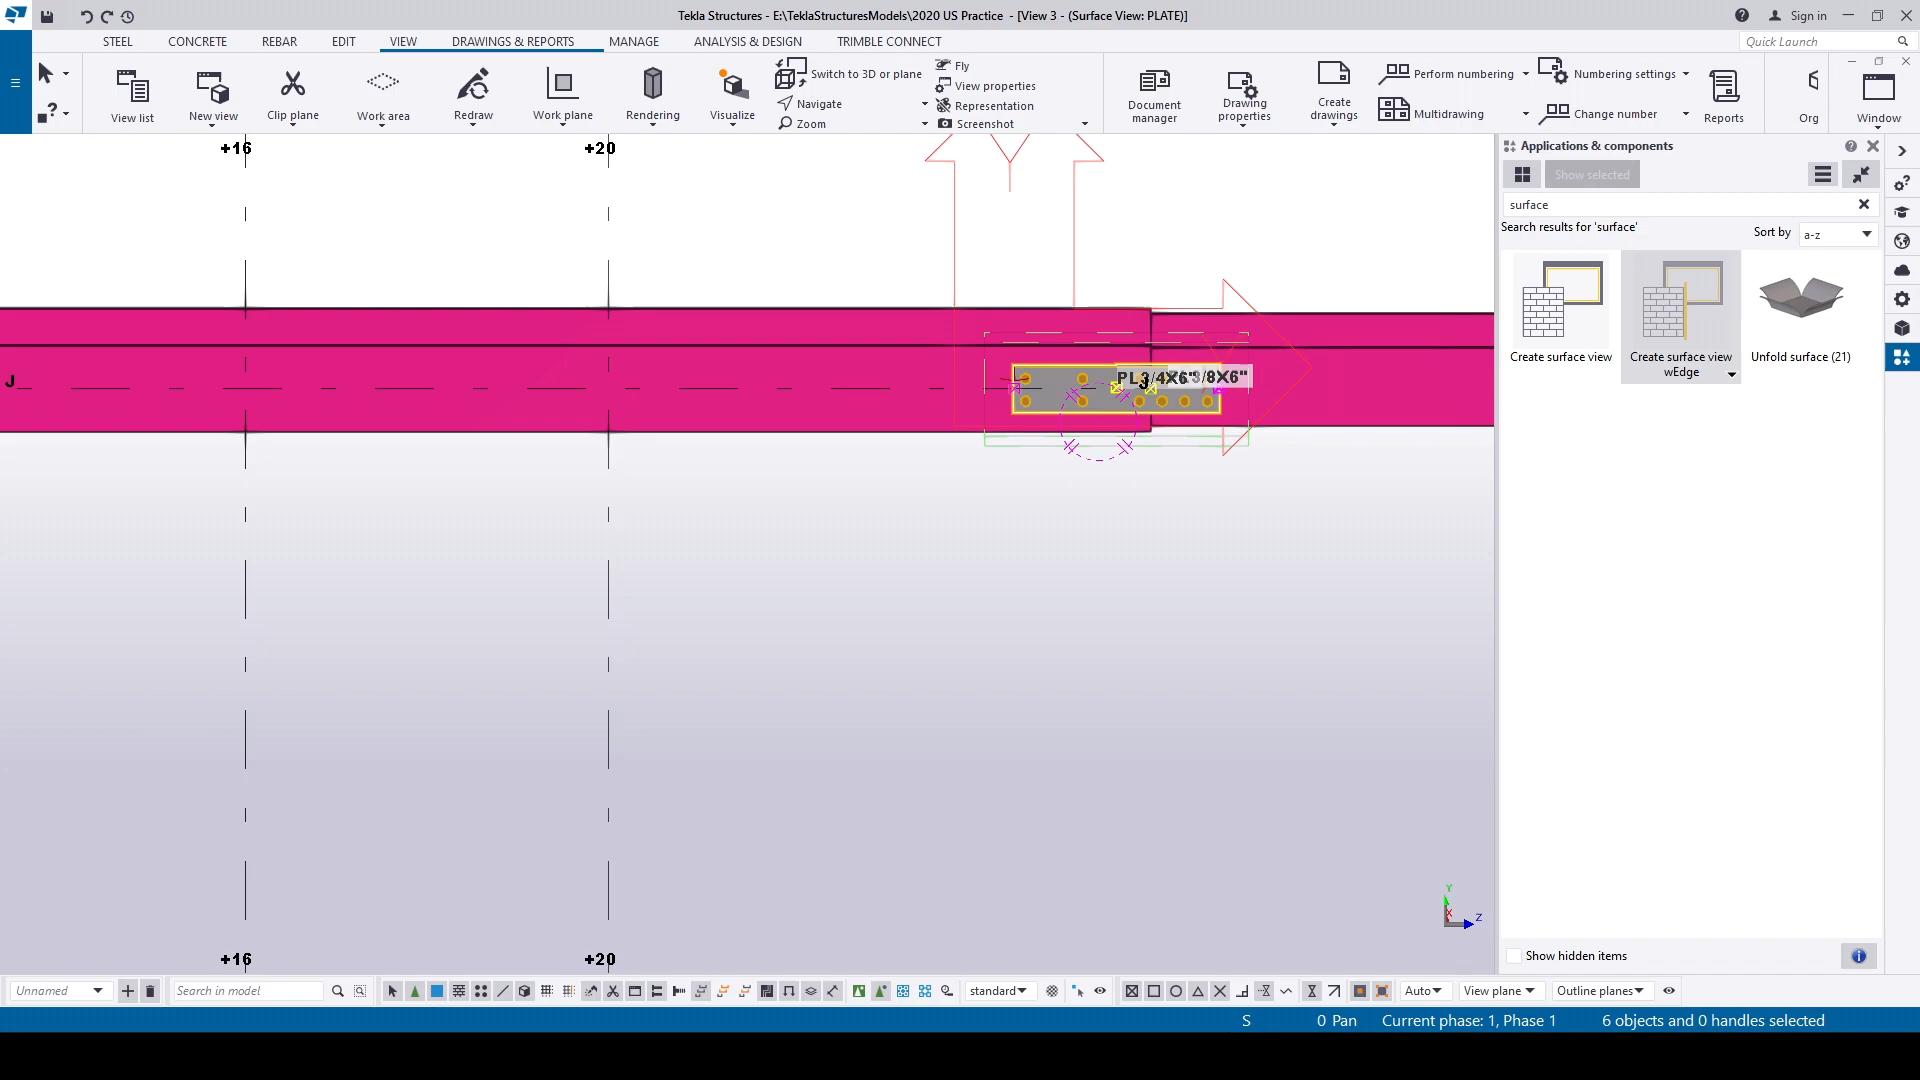 Tekla Structures - E:\TeklaStructuresModels\2020 US Practice - [View 3 - (Surface View: PLATE)]
Sign in
STEEL CONCRETE REBAR EDIT VIEW DRAWINGS & REPORTS MANAGE ANALYSIS & DESIGN TRIMBLE CONNECT
Quick Launch
View list
New view
Clip plane
Work area
Redraw
Work plane
Rendering
Visualize
Switch to 3D or plane
Navigate
Zoom
Fly
View properties
Representation
Screenshot
Document manager
Drawing properties
Create drawings
Perform numbering
Multidrawing
Numbering settings
Change number
Reports
Org
Window
+16 +20
J
Y
X
Z
+16 +20
Applications & components
Show selected
surface
Search results for 'surface'
Sort by a-z
Create surface view
Create surface view wEdge
Unfold surface (21)
Show hidden items
Unnamed
Search in model
standard
Auto
View plane
Outline planes
S 0 Pan Current phase: 1, Phase 1 6 objects and 0 handles selected